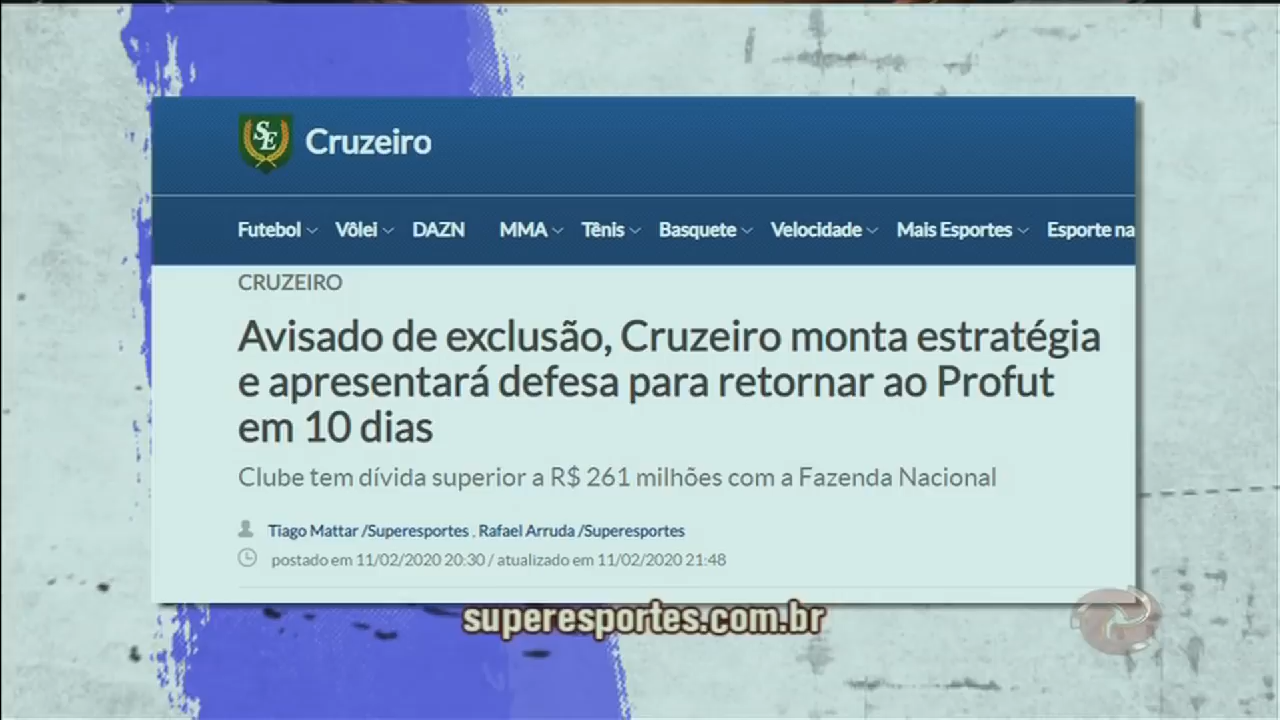 SE
Cruzeiro
Futebol Vôlei DAZN MMA Tênis Basquete Velocidade Mais Esportes Esporte na
CRUZEIRO
Avisado de exclusão, Cruzeiro monta estratégia
e apresentará defesa para retornar ao Profut
em 10 dias
Clube tem dívida superior a R$ 261 milhões com a Fazenda Nacional
Tiago Mattar /Superesportes , Rafael Arruda /Superesportes
postado em 11/02/2020 20:30 / atualizado em 11/02/2020 21:48
superesportes.com.br